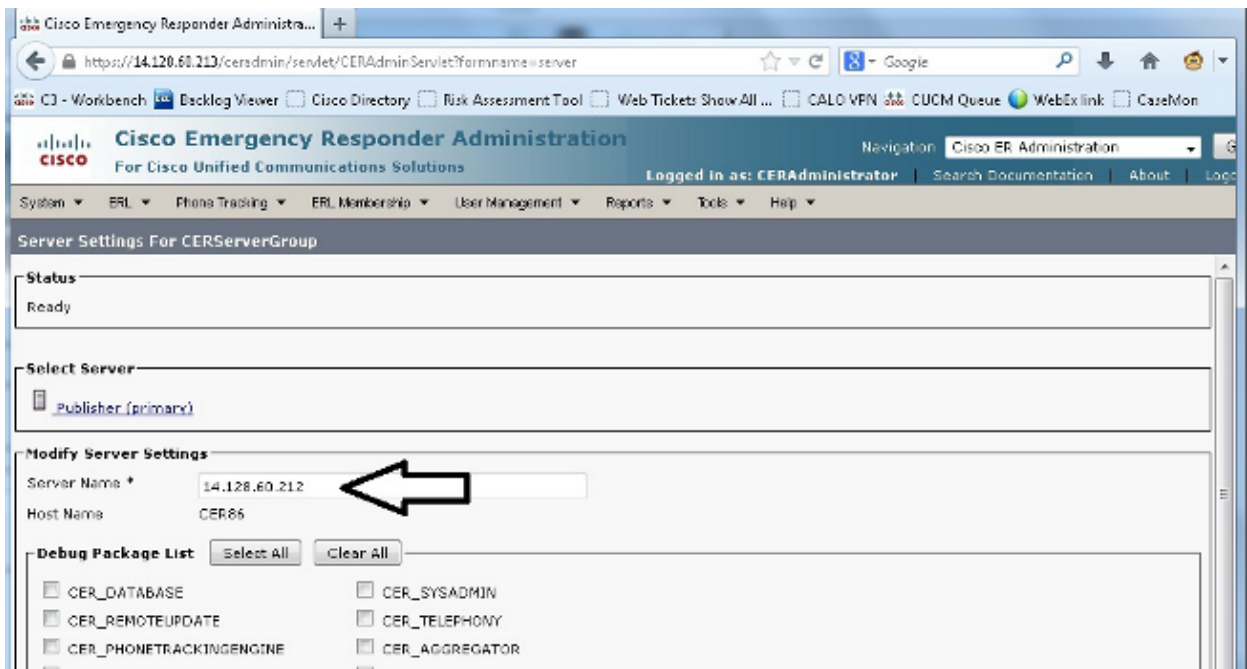 Cisco Emergency Responder Administra... +
https://14.128.60.213/ceradmin/servlet/CERAdminServlet?formname=server
Google
C3 - Workbench Backlog Viewer Cisco Directory Risk Assessment Tool Web Tickets Show All ... CALO VPN CUCM Queue WebEx link CaseMon
CISCO
Cisco Emergency Responder Administration
For Cisco Unified Communications Solutions
Navigation Cisco ER Administration
Logged in as: CERAdministrator | Search Documentation | About |
System ERL Phone Tracking ERL Membership User Management Reports Tools Help
Server Settings For CERServerGroup
Status
Ready
Select Server
Publisher (primary)
Modify Server Settings
Server Name * 14.128.60.212
Host Name CER86
Debug Package List Select All Clear All
CER_DATABASE CER_SYSADMIN
CER_REMOTEUPDATE CER_TELEPHONY
CER_PHONETRACKINGENGINE CER_AGGREGATOR